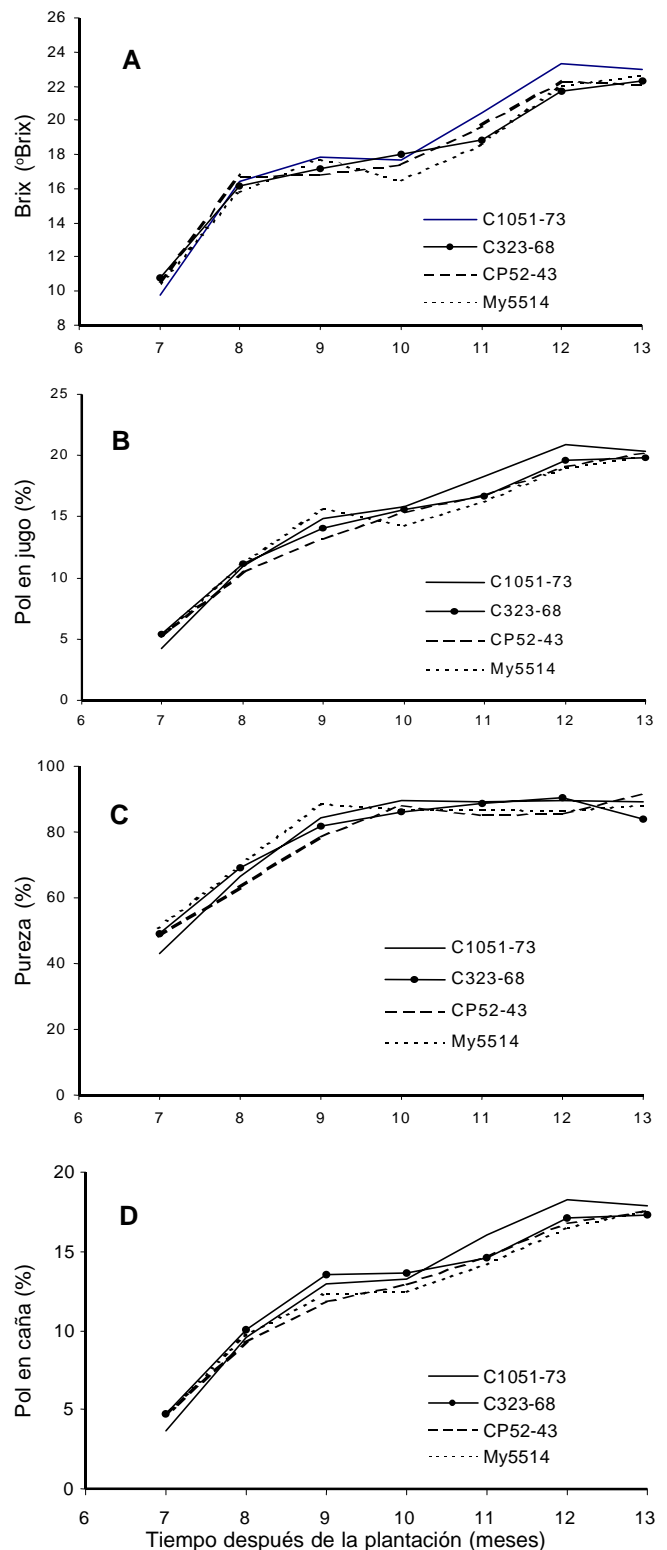 26
24
22
20
18
16
14
12
10
8
A
Brix (ºBrix)
C1051-73
C323-68
CP52-43
My5514
6 7 8 9 10 11 12 13
25
20
15
10
5
0
B
Pol en jugo (%)
C1051-73
C323-68
CP52-43
My5514
6 7 8 9 10 11 12 13
100
80
60
40
20
0
C
Pureza (%)
C1051-73
C323-68
CP52-43
My5514
6 7 8 9 10 11 12 13
20
15
10
5
0
D
Pol en caña (%)
C1051-73
C323-68
CP52-43
My5514
6 7 8 9 10 11 12 13
Tiempo después de la plantación (meses)